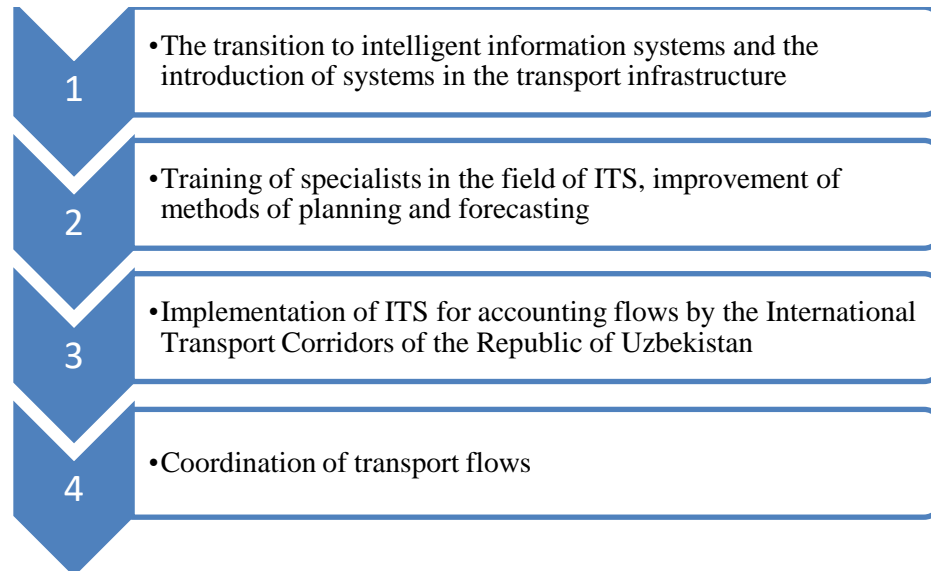 1
•The transition to intelligent information systems and the
introduction of systems in the transport infrastructure
2
•Training of specialists in the field of ITS, improvement of
methods of planning and forecasting
3
•Implementation of ITS for accounting flows by the International
Transport Corridors of the Republic of Uzbekistan
4
•Coordination of transport flows